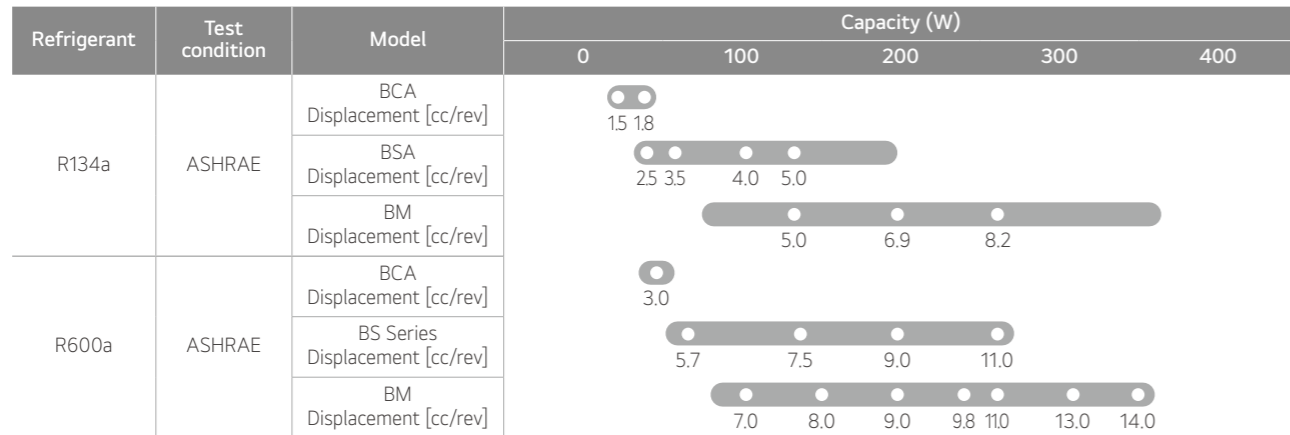 Refrigerant Test condition Model Capacity (W)
0 100 200 300 400
R134a ASHRAE BCA
Displacement [cc/rev]
1.5 1.8
BSA
Displacement [cc/rev]
2.5 3.5 4.0 5.0
BM
Displacement [cc/rev]
5.0 6.9 8.2
R600a ASHRAE BCA
Displacement [cc/rev]
3.0
BS Series
Displacement [cc/rev]
5.7 7.5 9.0 11.0
BM
Displacement [cc/rev]
7.0 8.0 9.0 9.8 11.0 13.0 14.0